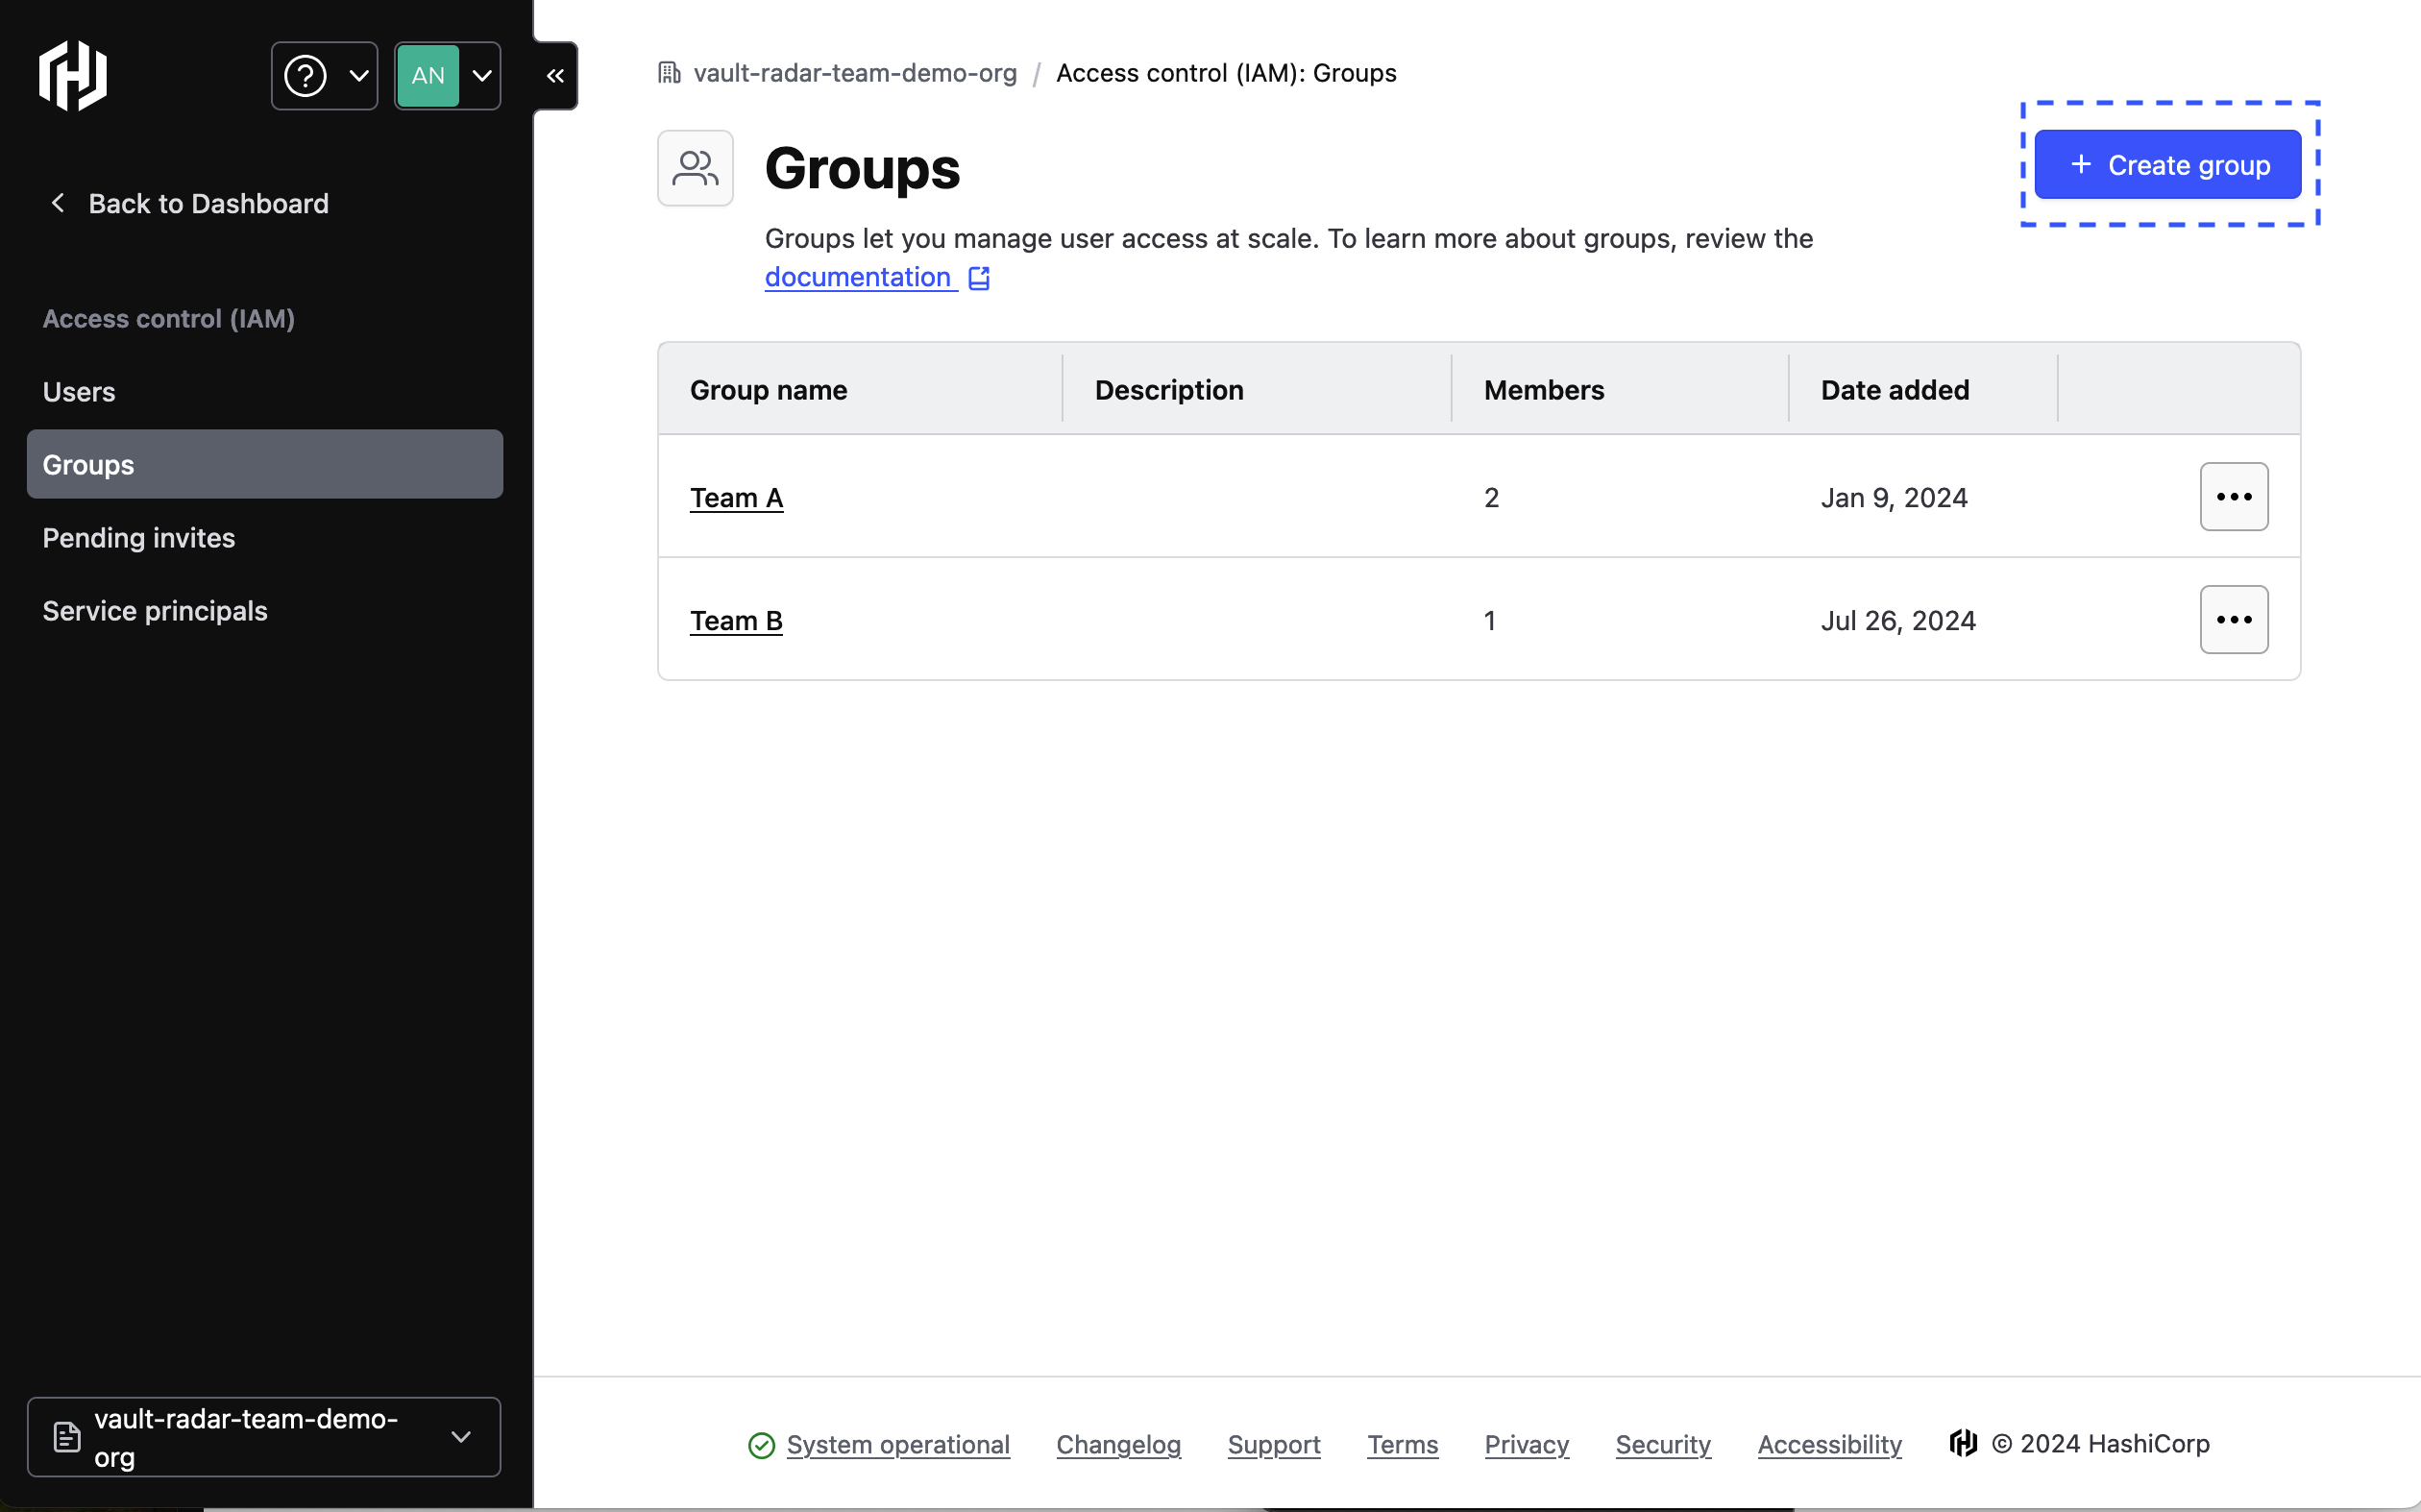 AN
Back to Dashboard
Access control (IAM)
Users
Groups
Pending invites
Service principals
vault-radar-team-demo-
org
vault-radar-team-demo-org / Access control (IAM): Groups
Groups
+ Create group
Groups let you manage user access at scale. To learn more about groups, review the
documentation
Group name Description Members Date added
Team A 2 Jan 9, 2024
Team B 1 Jul 26, 2024
System operational Changelog Support Terms Privacy Security Accessibility © 2024 HashiCorp